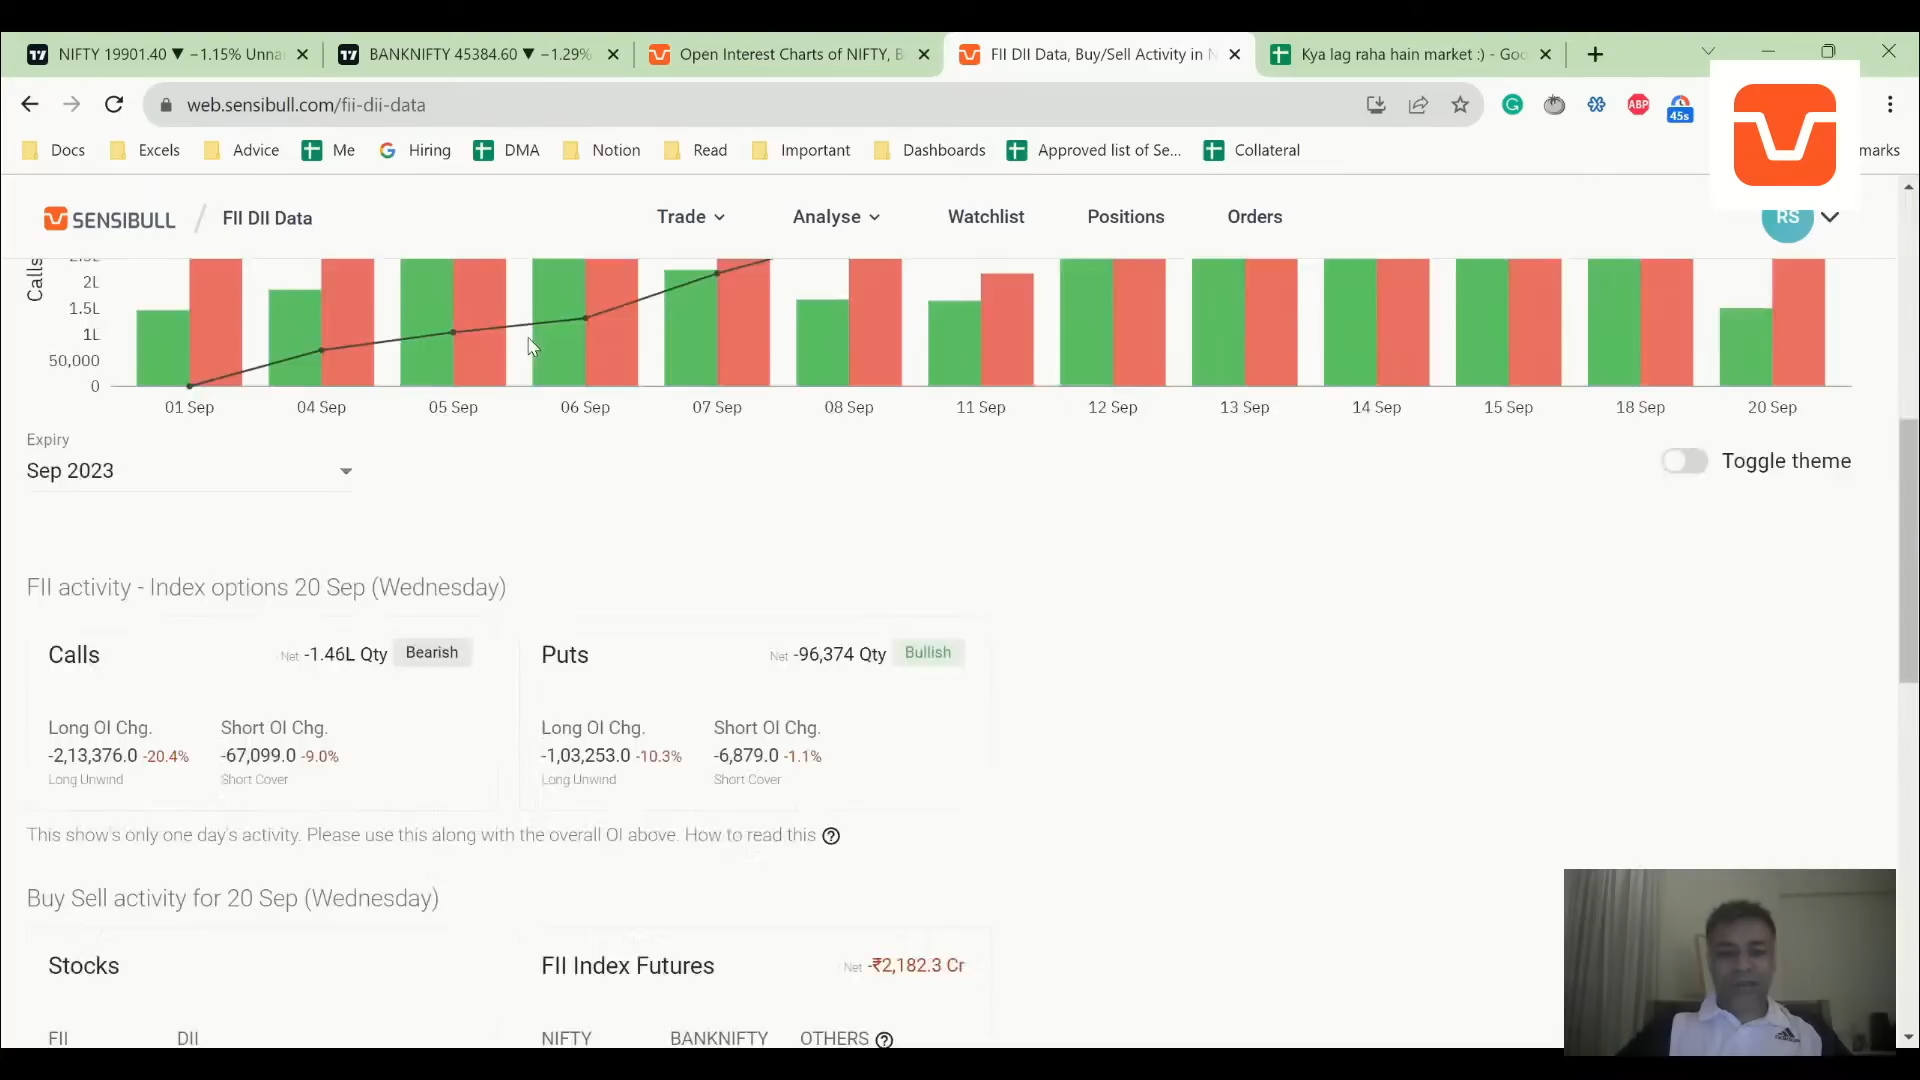 NIFTY 19901.40 ▼ −1.15% Unna
BANKNIFTY 45384.60 ▼ −1.29%
Open Interest Charts of NIFTY, B
FII DII Data, Buy/Sell Activity in N
Kya lag raha hain market :) - Goo
web.sensibull.com/fii-dii-data
ABP
45s
Docs
Excels
Advice
Me
Hiring
DMA
Notion
Read
Important
Dashboards
Approved list of Se...
Collateral
marks
SENSIBULL / FII DII Data
Trade
Analyse
Watchlist
Positions
Orders
RS
Calls
2.5L
2L
1.5L
1L
50,000
0
01 Sep
04 Sep
05 Sep
06 Sep
07 Sep
08 Sep
11 Sep
12 Sep
13 Sep
14 Sep
15 Sep
18 Sep
20 Sep
Expiry
Sep 2023
Toggle theme
FII activity - Index options 20 Sep (Wednesday)
Calls
Net -1.46L Qty Bearish
Long OI Chg.
Short OI Chg.
-2,13,376.0 -20.4%
-67,099.0 -9.0%
Long Unwind
Short Cover
Puts
Net -96,374 Qty Bullish
Long OI Chg.
Short OI Chg.
-1,03,253.0 -10.3%
-6,879.0 -1.1%
Long Unwind
Short Cover
This show's only one day's activity. Please use this along with the overall OI above. How to read this
Buy Sell activity for 20 Sep (Wednesday)
Stocks
FII
DII
FII Index Futures
Net -₹2,182.3 Cr
NIFTY
BANKNIFTY
OTHERS